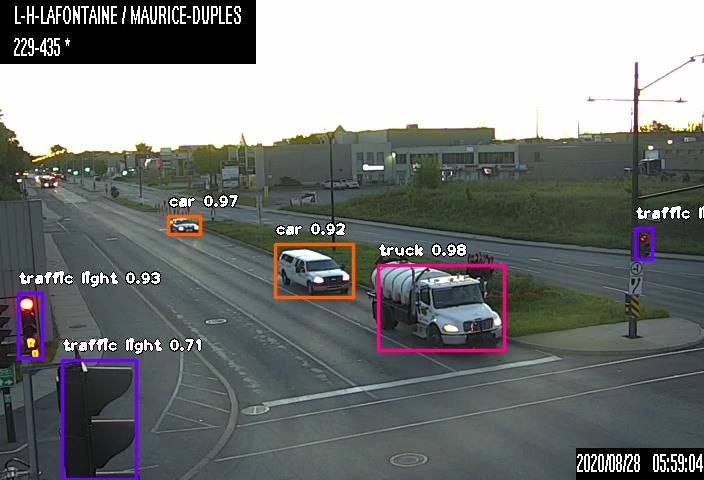 L-H-LAFONTAINE / MAURICE-DUPLES
229-435 *
car 0.97
car 0.92
truck 0.98
traffic l
traffic light 0.93
traffic light 0.71
2020/08/28 05:59:04